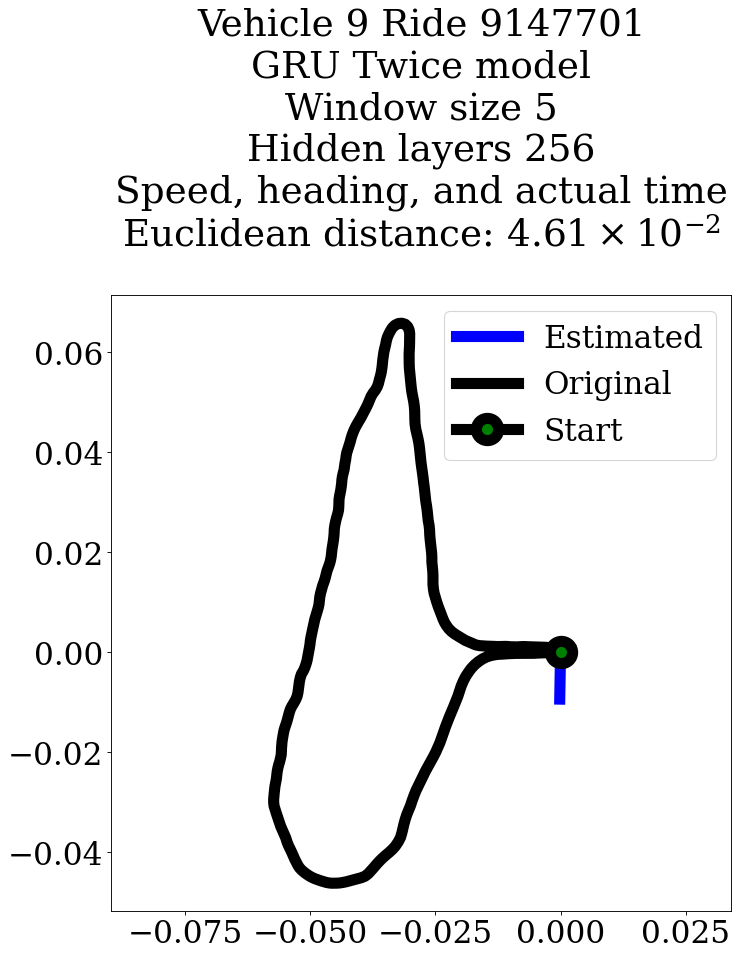 Vehicle 9 Ride 9147701
GRU Twice model
Window size 5
Hidden layers 256
Speed, heading, and actual time
Euclidean distance: 4.61 × 10⁻²
Estimated
Original
Start
0.06
0.04
0.02
0.00
−0.02
−0.04
−0.075 −0.050 −0.025 0.000 0.025